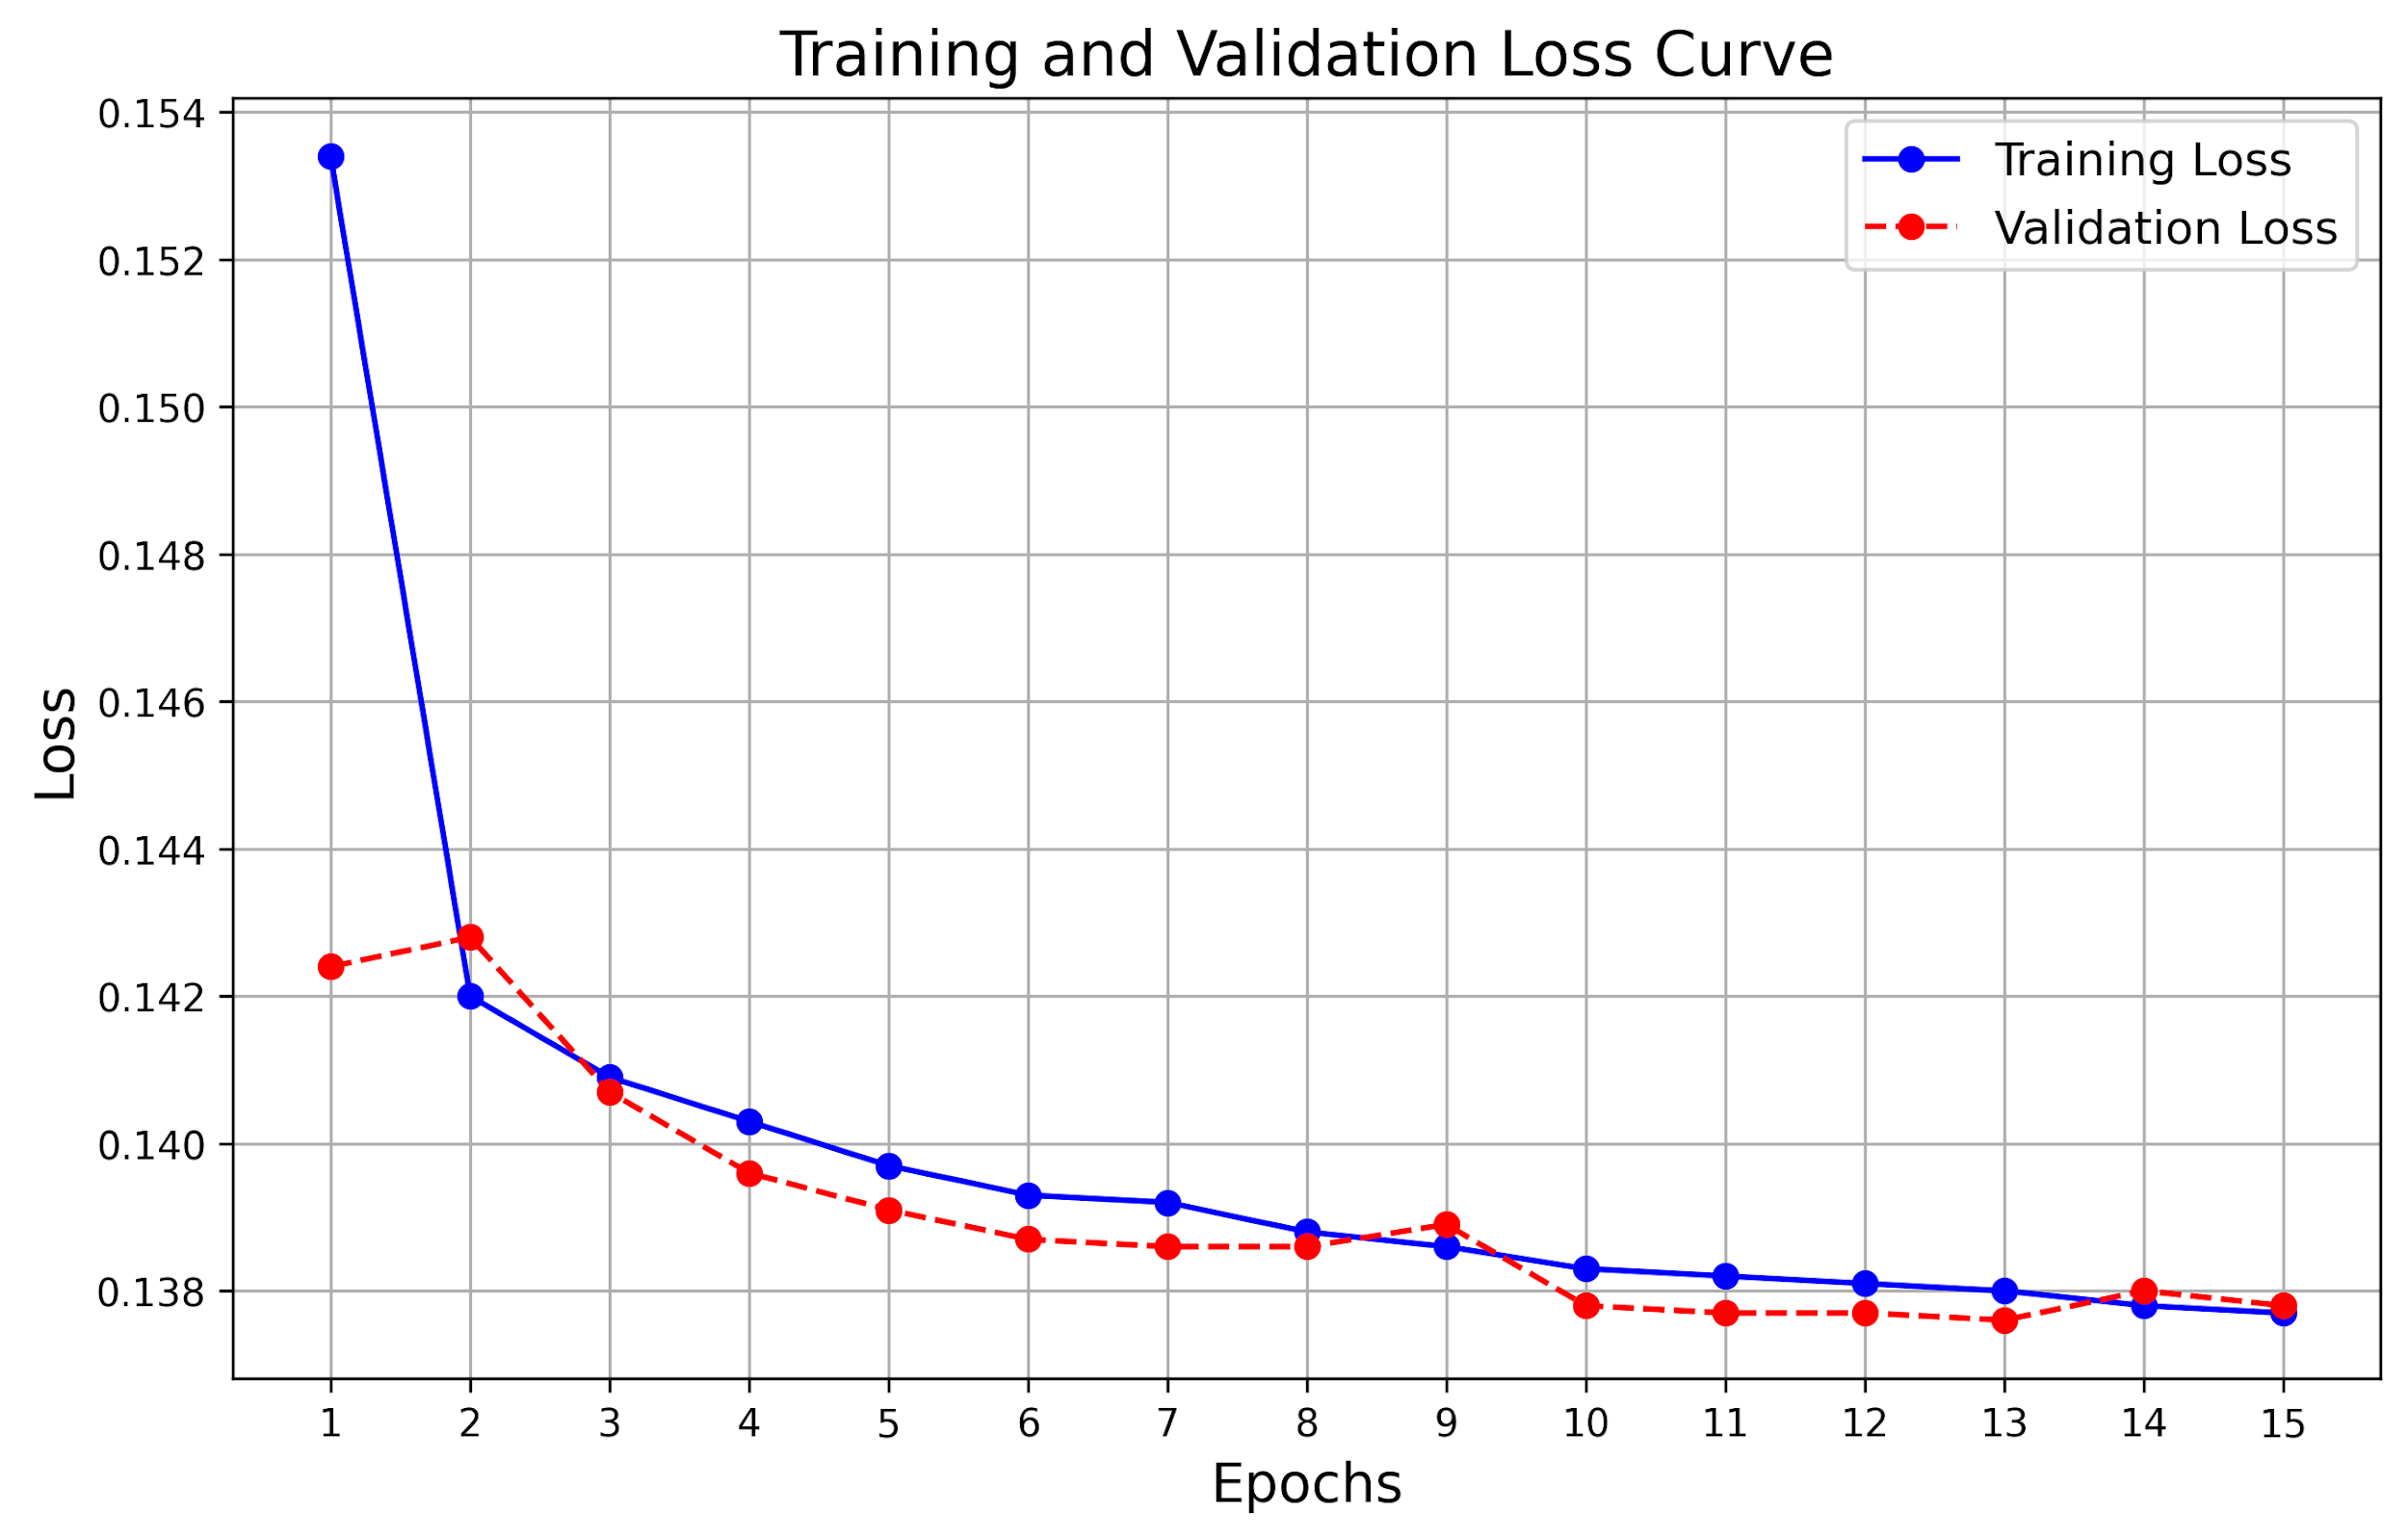 Training and Validation Loss Curve
Training Loss
Validation Loss
0.154
0.152
0.150
0.148
0.146
0.144
0.142
0.140
0.138
Loss
1 2 3 4 5 6 7 8 9 10 11 12 13 14 15
Epochs